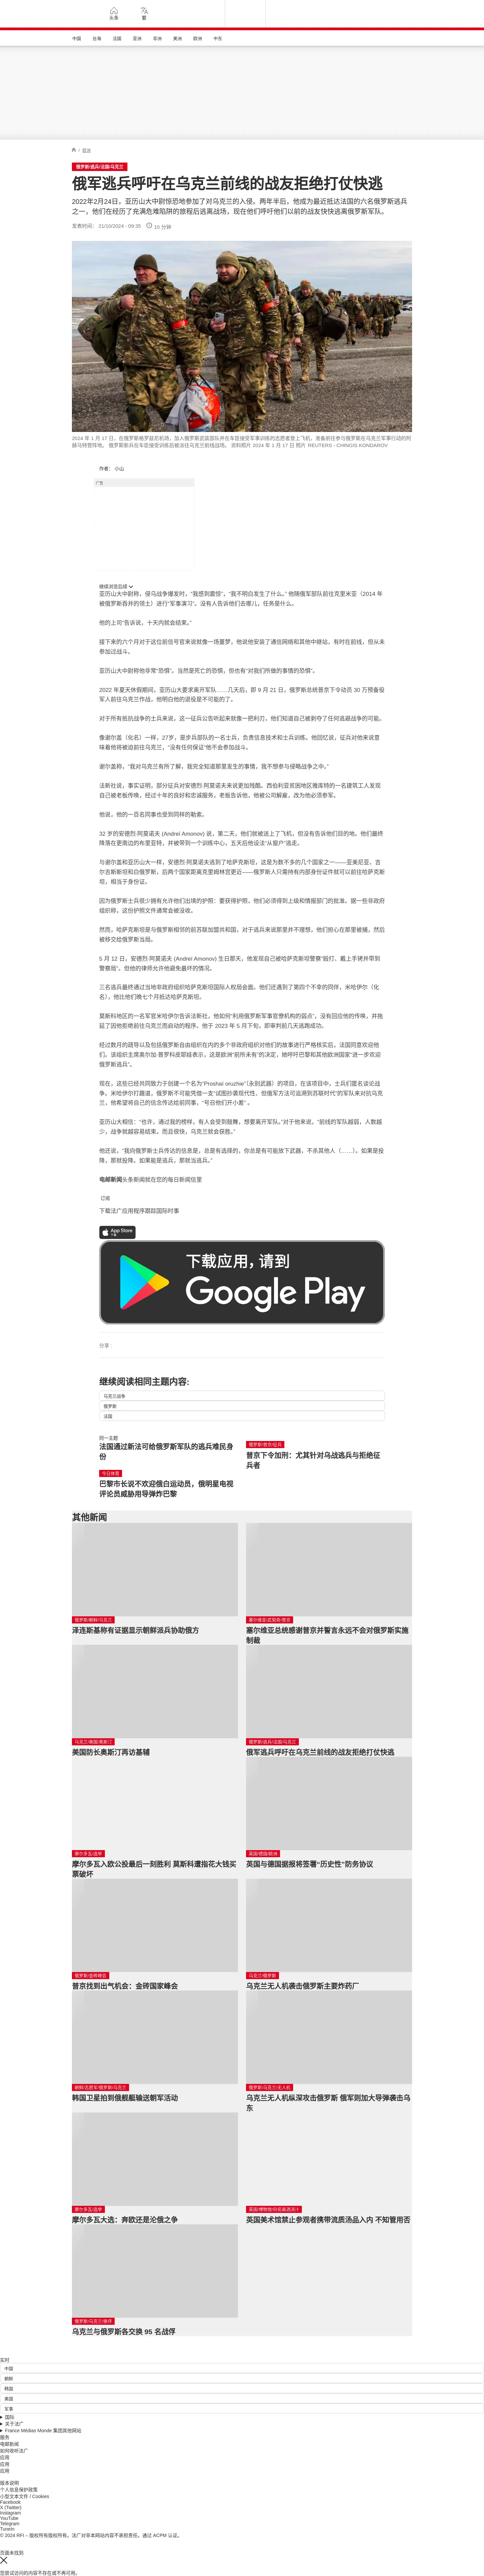 头条
繁
中国
台海
法国
亚洲
非洲
美洲
欧洲
中东
/ 欧洲
俄罗斯/逃兵/法国/乌克兰
俄军逃兵呼吁在乌克兰前线的战友拒绝打仗快逃
2022年2月24日，亚历山大中尉惊恐地参加了对乌克兰的入侵。两年半后，他成为最近抵达法国的六名俄罗斯逃兵之一，他们在经历了充满危难陷阱的旅程后逃离战场，现在他们呼吁他们以前的战友快快逃离俄罗斯军队。
发表时间： 21/10/2024 - 09:35
10 分钟
2024 年 1 月 17 日，在俄罗斯格罗兹尼机场，加入俄罗斯武装部队并在车臣接受军事训练的志愿者登上飞机，准备前往参与俄罗斯在乌克兰军事行动的阿赫马特营特营。 俄罗斯新兵在车臣接受训练后被派往乌克兰前线战场。 资料照片 2024 年 1 月 17 日 照片 REUTERS - CHINGIS KONDAROV
作者： 小山
广告
继续浏览后续
亚历山大中尉称，侵乌战争爆发时，“我感到震惊”，“我不明白发生了什么。” 他随俄军部队前往克里米亚（2014 年被俄罗斯吞并的领土）进行“军事演习”。没有人告诉他们去哪儿，任务是什么。
他的上司“告诉说，十天内就会结束。”
接下来的六个月对于这位前信号官来说就像一场噩梦，他说他安装了通信网络和其他中继站，有时在前线，但从未参加过战斗。
亚历山大中尉称他非常“恐惧”，当然是死亡的恐惧，但也有“对我们所做的事情的恐惧”。
2022 年夏天休假期间，亚历山大要求离开军队……几天后，即 9 月 21 日，俄罗斯总统普京下令动员 30 万预备役军人前往乌克兰作战，他明白他的退役是不可能的了。
对于所有抵抗战争的士兵来说，这一征兵公告听起来就像一把利刃，他们知道自己被剥夺了任何逃避战争的可能。
像谢尔盖（化名）一样，27岁，是步兵部队的一名士兵，负责信息技术和士兵训练。他回忆说，征兵对他来说意味着他将被迫前往乌克兰，“没有任何保证”他不会参加战斗。
谢尔盖称，“我对乌克兰有所了解，我完全知道那里发生的事情，我不想参与侵略战争之中。”
法新社说，事实证明，部分征兵对安德烈·阿莫诺夫来说更加残酷。西伯利亚贫困地区雅库特的一名建筑工人发现自己被老板传唤，经过十年的良好和忠诚服务，老板告诉他，他被公司解雇，改为他必须参军。
他说，他的一百名同事也受到同样的勒索。
32 岁的安德烈·阿莫诺夫 (Andreï Amonov) 说，第二天，他们就被送上了飞机，但没有告诉他们目的地。他们最终降落在更南边的布里亚特，并被带到一个训练中心，五天后他设法“从窗户”逃走。
与谢尔盖和亚历山大一样，安德烈·阿莫诺夫逃到了哈萨克斯坦，这是为数不多的几个国家之一——亚美尼亚、吉尔吉斯斯坦和白俄罗斯，后两个国家距离克里姆林宫更近——俄罗斯人只需持有内部身份证件就可以前往哈萨克斯坦，相当于身份证。
因为俄罗斯士兵很少拥有允许他们出境的护照：要获得护照，他们必须得到上级和情报部门的批准。据一些非政府组织称，这份护照文件通常会被没收。
然而，哈萨克斯坦是与俄罗斯相邻的前苏联加盟共和国，对于逃兵来说那里并不理想，他们担心在那里被捕，然后被移交给俄罗斯当局。
5 月 12 日，安德烈·阿莫诺夫 (Andreï Amonov) 生日那天，他发现自己被哈萨克斯坦警察“殴打、戴上手铐并带到警察局”。但他的律师允许他避免最坏的情况。
三名逃兵最终通过当地非政府组织哈萨克斯坦国际人权局会面。他们还遇到了第四个不幸的同伴，米哈伊尔（化名），他比他们晚七个月抵达哈萨克斯坦。
莫斯科地区的一名军官米哈伊尔告诉法新社，他如何“利用俄罗斯军事官僚机构的弱点”，没有回应他的传唤，并拖延了因他拒绝前往乌克兰而启动的程序。他于 2023 年 5 月下旬，即审判前几天逃跑成功。
经过数月的疏导以及包括俄罗斯自由组织在内的多个非政府组织对他们的故事进行严格核实后，法国同意欢迎他们。该组织主席奥尔加·普罗科皮耶娃表示，这是欧洲“前所未有”的决定，她呼吁巴黎和其他欧洲国家“进一步欢迎俄罗斯逃兵”。
现在，这些已经共同致力于创建一个名为“Proshai oruzhie”（永别武器）的项目，在该项目中，士兵们匿名谈论战争。米哈伊尔打趣道，俄罗斯不可能凭借一支“试图抄袭现代性、但俄军方法可追溯到苏联时代”的军队来对抗乌克兰，他希望将自己的信念传达给前同事，“号召他们开小差” 。
亚历山大相信：“也许，通过我的榜样，有人会受到鼓舞，想要离开军队。”对于他来说，“前线的军队越弱，人数越少，战争就越容易结束，而且很快，乌克兰就会获胜。”
他还说，“我向俄罗斯士兵传达的信息是，总是有选择的，你总是有可能放下武器，不杀其他人（……），如果是投降，那就投降。如果能是逃兵，那就当逃兵。”
电邮新闻头条新闻就在您的每日新闻信里
订阅
下载法广应用程序跟踪国际时事
App Store
下载应用，请到
Google Play
分享 :
继续阅读相同主题内容:
乌克兰战争
俄罗斯
法国
同一主题
法国通过新法可给俄罗斯军队的逃兵难民身份
俄罗斯/普京/征兵
普京下令加刑：尤其针对乌战逃兵与拒绝征兵者
今日体育
巴黎市长说不欢迎俄白运动员，俄明星电视评论员威胁用导弹炸巴黎
其他新闻
俄罗斯/朝鲜/乌克兰
泽连斯基称有证据显示朝鲜派兵协助俄方
塞尔维亚/武契奇/普京
塞尔维亚总统感谢普京并誓言永远不会对俄罗斯实施制裁
乌克兰/美国/奥斯汀
美国防长奥斯汀再访基辅
俄罗斯/逃兵/法国/乌克兰
俄军逃兵呼吁在乌克兰前线的战友拒绝打仗快逃
摩尔多瓦/选举
摩尔多瓦入欧公投最后一刻胜利 莫斯科遭指花大钱买票破坏
英国/德国/欧洲
英国与德国据报将签署“历史性”防务协议
俄罗斯/金砖峰会
普京找到出气机会：金砖国家峰会
乌克兰/俄罗斯
乌克兰无人机袭击俄罗斯主要炸药厂
朝鲜/志愿军/俄罗斯/乌克兰
韩国卫星拍到俄舰艇输送朝军活动
俄罗斯/乌克兰/无人机
乌克兰无人机纵深攻击俄罗斯 俄军则加大导弹袭击乌东
摩尔多瓦/选举
摩尔多瓦大选：奔欧还是沦俄之争
英国美术馆禁止参观者携带流质汤品入内 不知管用否
俄罗斯/乌克兰/换俘
乌克兰与俄罗斯各交换 95 名战俘
实时
中国
朝鲜
韩国
美国
军事
国际
关于法广
France Médias Monde 集团其他网站
服务
电邮新闻
如何收听法广
应用
应用
应用
版本说明
个人信息保护政策
小型文本文件 / Cookies
Facebook
X (Twitter)
Instagram
YouTube
Telegram
TuneIn
© 2024 RFI – 版权所有版权所有。法广对非本网站内容不承担责任。通过 ACPM 认证。
页面未找到
您尝试访问的内容不存在或不再可用。